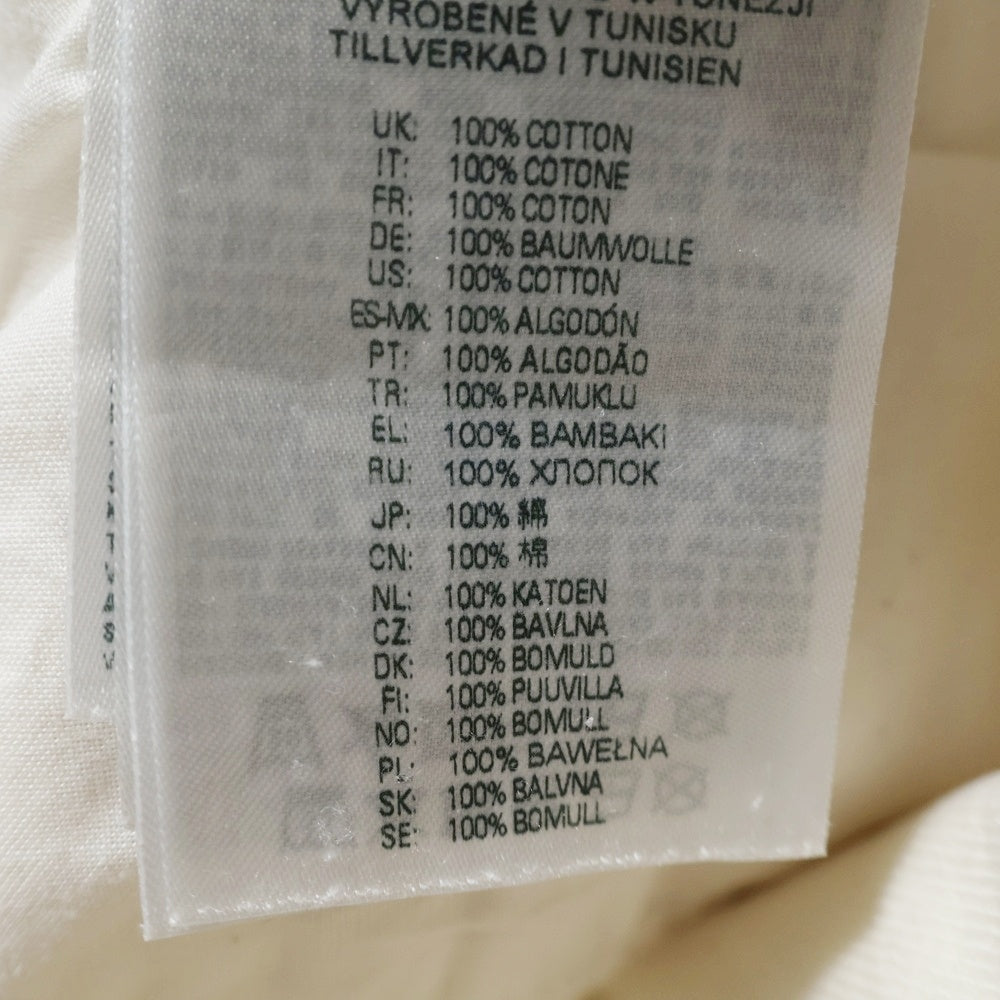 VYROBENÉ V TUNISKU
TILLVERKAD I TUNISIEN
UK: 100% COTTON
IT: 100% COTONE
FR: 100% COTON
DE: 100% BAUMWOLLE
US: 100% COTTON
ES-MX: 100% ALGODÓN
PT: 100% ALGODÃO
TR: 100% PAMUKLU
EL: 100% BAMBAKI
RU: 100% ХЛОПОК
JP: 100% 綿
CN: 100% 棉
NL: 100% KATOEN
CZ: 100% BAVLNA
DK: 100% BOMULD
FI: 100% PUUVILLA
NO: 100% BOMULL
PL: 100% BAWEŁNA
SK: 100% BALVNA
SE: 100% BOMULL